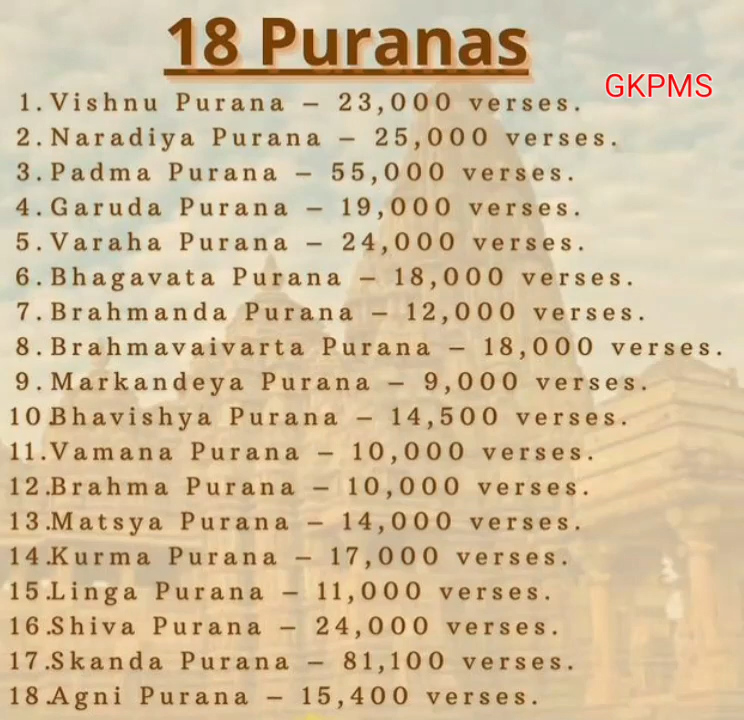 18 Puranas
GKPMS
1. Vishnu Purana – 23,000 verses.
2. Naradiya Purana – 25,000 verses.
3. Padma Purana – 55,000 verses.
4. Garuda Purana – 19,000 verses.
5. Varaha Purana – 24,000 verses.
6. Bhagavata Purana – 18,000 verses.
7. Brahmanda Purana – 12,000 verses.
8. Brahmavaivarta Purana – 18,000 verses.
9. Markandeya Purana – 9,000 verses.
10.Bhavishya Purana – 14,500 verses.
11.Vamana Purana – 10,000 verses.
12.Brahma Purana – 10,000 verses.
13.Matsya Purana – 14,000 verses.
14.Kurma Purana – 17,000 verses.
15.Linga Purana – 11,000 verses.
16.Shiva Purana – 24,000 verses.
17.Skanda Purana – 81,100 verses.
18.Agni Purana – 15,400 verses.